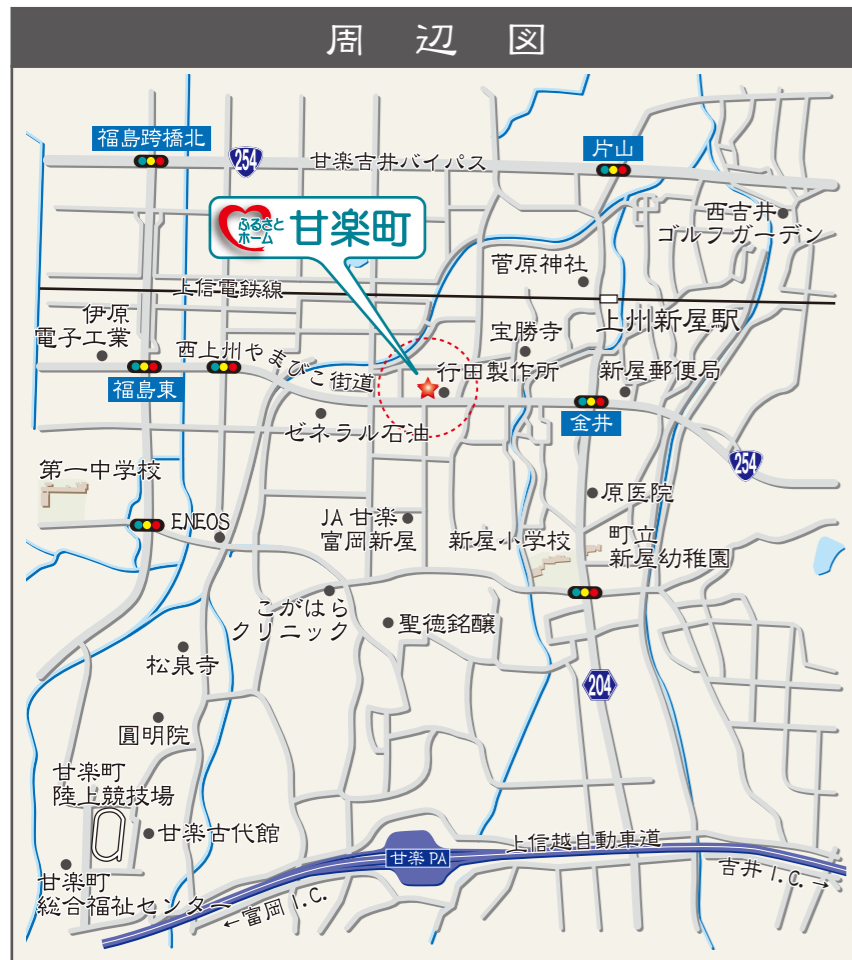 周辺図
福島跨橋北
254
甘楽吉井バイパス
片山
ふるさと
ホーム
甘楽町
西吉井
ゴルフガーデン
菅原神社
上信電鉄線
伊原
電子工業
宝勝寺
上州新屋駅
西上州やまびこ街道
行田製作所
新屋郵便局
福島東
金井
ゼネラル石油
254
第一中学校
原医院
ENEOS
JA甘楽
富岡新屋
新屋小学校
町立
新屋幼稚園
こがはら
クリニック
聖徳銘醸
松泉寺
204
圓明院
甘楽町
陸上競技場
甘楽古代館
上信越自動車道
甘楽PA
吉井I.C.→
甘楽町
総合福祉センター
←富岡I.C.